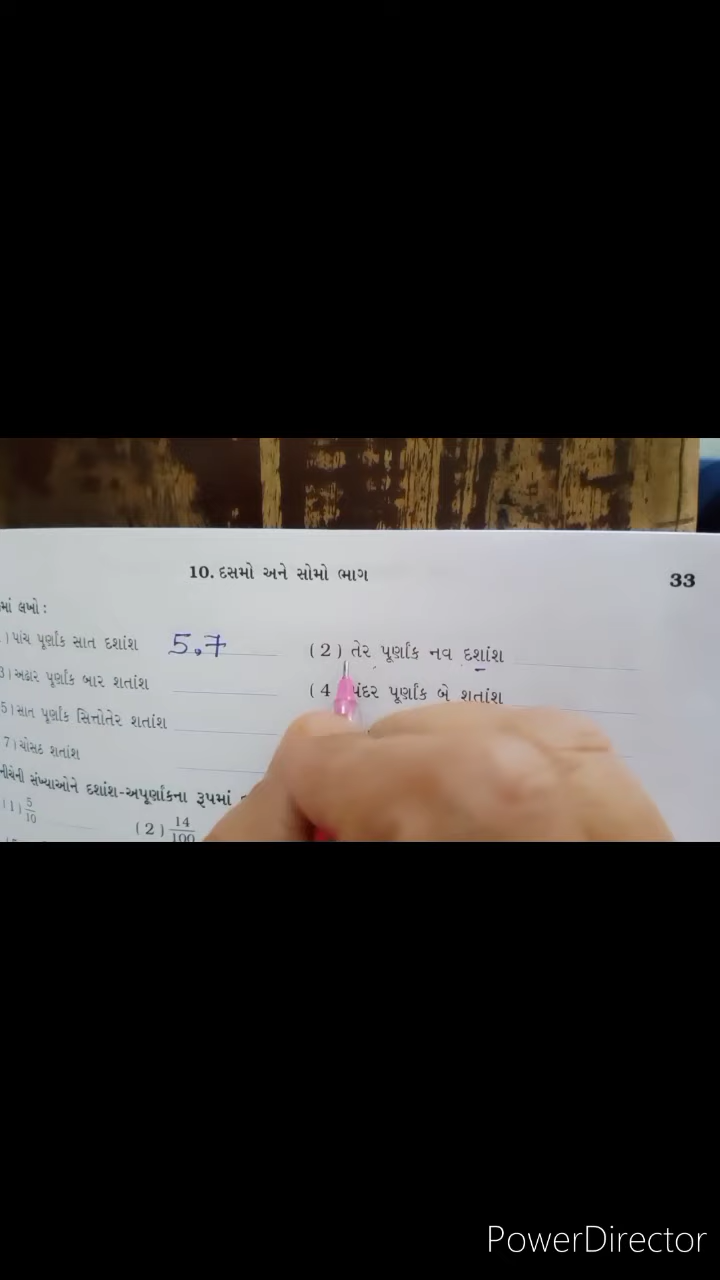 10. દસમો અને સોમો ભાગ
33
માં લખો :
) પાંચ પૂર્ણાંક સાત દશાંશ 5.7
(2) તેર પૂર્ણાંક નવ દશાંશ
3) અઢાર પૂર્ણાંક બાર શતાંશ
(4 પંદર પૂર્ણાંક બે શતાંશ
5) સાત પૂર્ણાંક સિત્તોતેર શતાંશ
7) ચોસઠ શતાંશ
નીચેની સંખ્યાઓને દશાંશ-અપૂર્ણાંકના રૂપમાં
(1) 5/10 (2) 14/100
PowerDirector